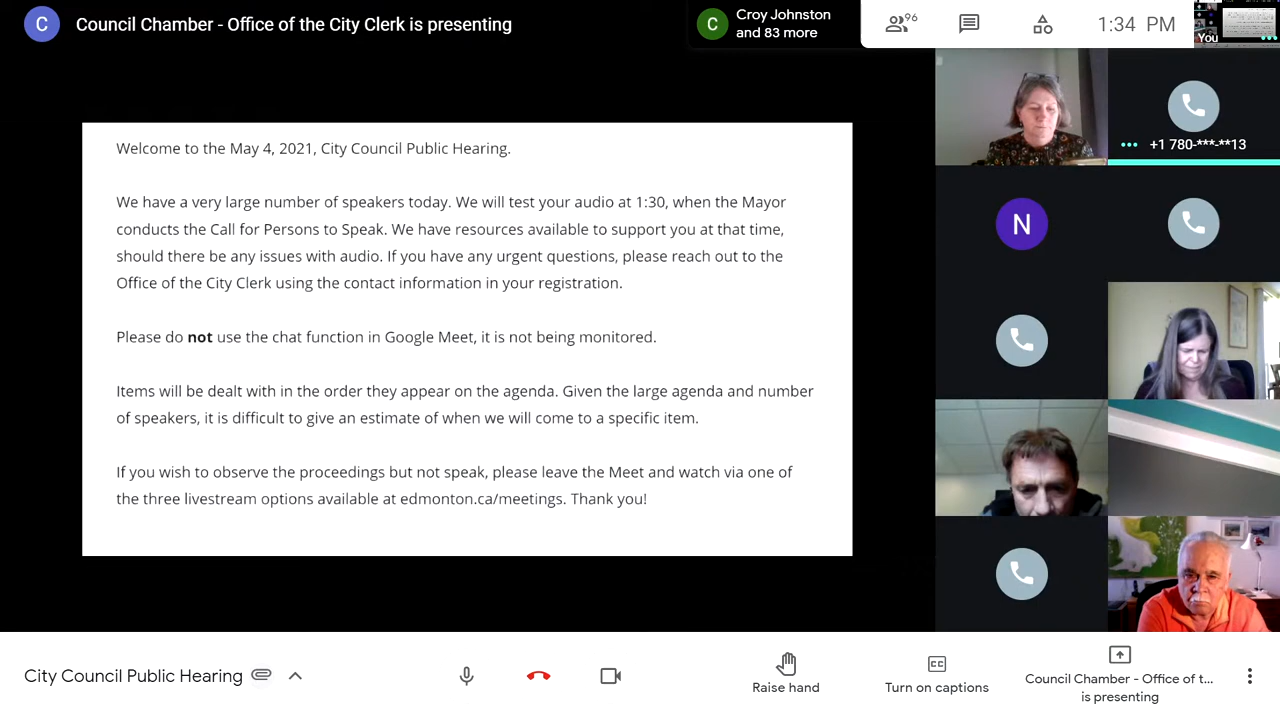 C Council Chamber - Office of the City Clerk is presenting
C Croy Johnston
and 83 more
96
1:34 PM
You
+1 780-***-**13
N
Welcome to the May 4, 2021, City Council Public Hearing.
We have a very large number of speakers today. We will test your audio at 1:30, when the Mayor
conducts the Call for Persons to Speak. We have resources available to support you at that time,
should there be any issues with audio. If you have any urgent questions, please reach out to the
Office of the City Clerk using the contact information in your registration.
Please do not use the chat function in Google Meet, it is not being monitored.
Items will be dealt with in the order they appear on the agenda. Given the large agenda and number
of speakers, it is difficult to give an estimate of when we will come to a specific item.
If you wish to observe the proceedings but not speak, please leave the Meet and watch via one of
the three livestream options available at edmonton.ca/meetings. Thank you!
City Council Public Hearing
Raise hand
CC
Turn on captions
Council Chamber - Office of t...
is presenting